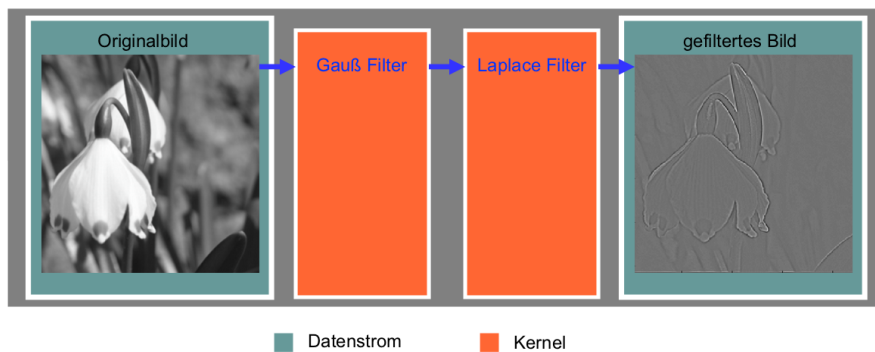 Originalbild
Gauß Filter
Laplace Filter
gefiltertes Bild
Datenstrom
Kernel